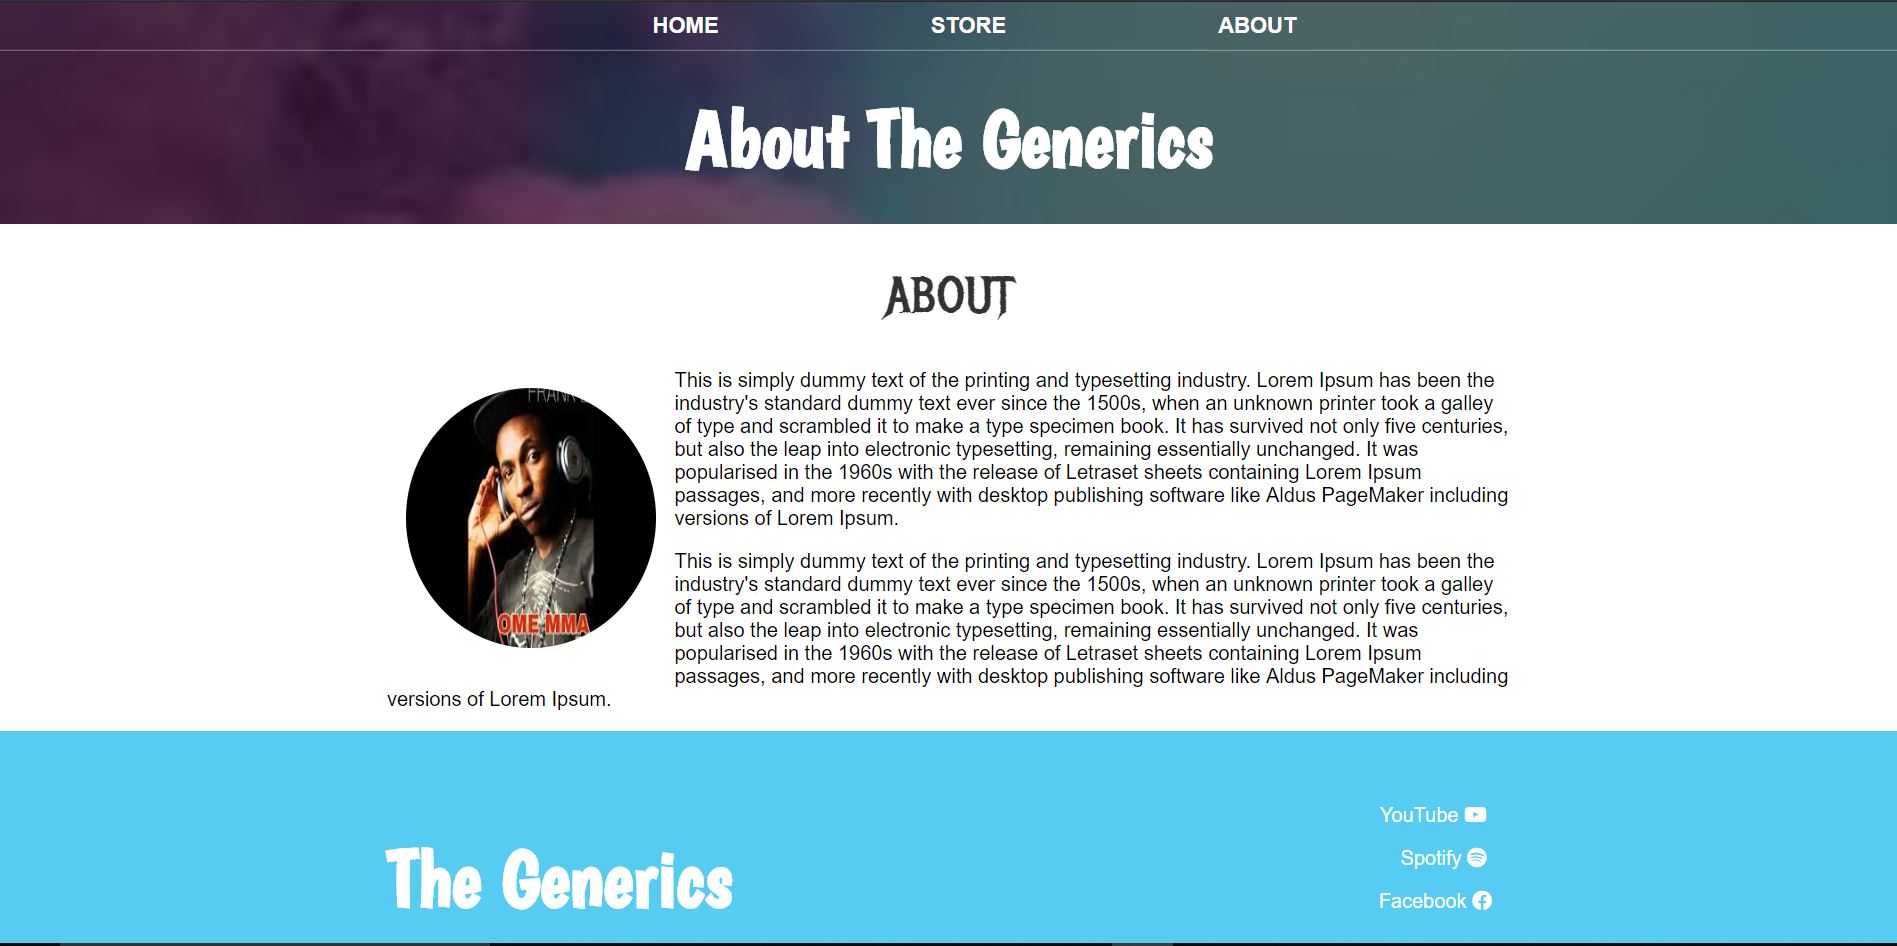 HOME STORE ABOUT
About The Generics
ABOUT
This is simply dummy text of the printing and typesetting industry. Lorem Ipsum has been the
industry's standard dummy text ever since the 1500s, when an unknown printer took a galley
of type and scrambled it to make a type specimen book. It has survived not only five centuries,
but also the leap into electronic typesetting, remaining essentially unchanged. It was
popularised in the 1960s with the release of Letraset sheets containing Lorem Ipsum
passages, and more recently with desktop publishing software like Aldus PageMaker including
versions of Lorem Ipsum.
FRANK
OME MMA
This is simply dummy text of the printing and typesetting industry. Lorem Ipsum has been the
industry's standard dummy text ever since the 1500s, when an unknown printer took a galley
of type and scrambled it to make a type specimen book. It has survived not only five centuries,
but also the leap into electronic typesetting, remaining essentially unchanged. It was
popularised in the 1960s with the release of Letraset sheets containing Lorem Ipsum
passages, and more recently with desktop publishing software like Aldus PageMaker including
versions of Lorem Ipsum.
The Generics
YouTube
Spotify
Facebook